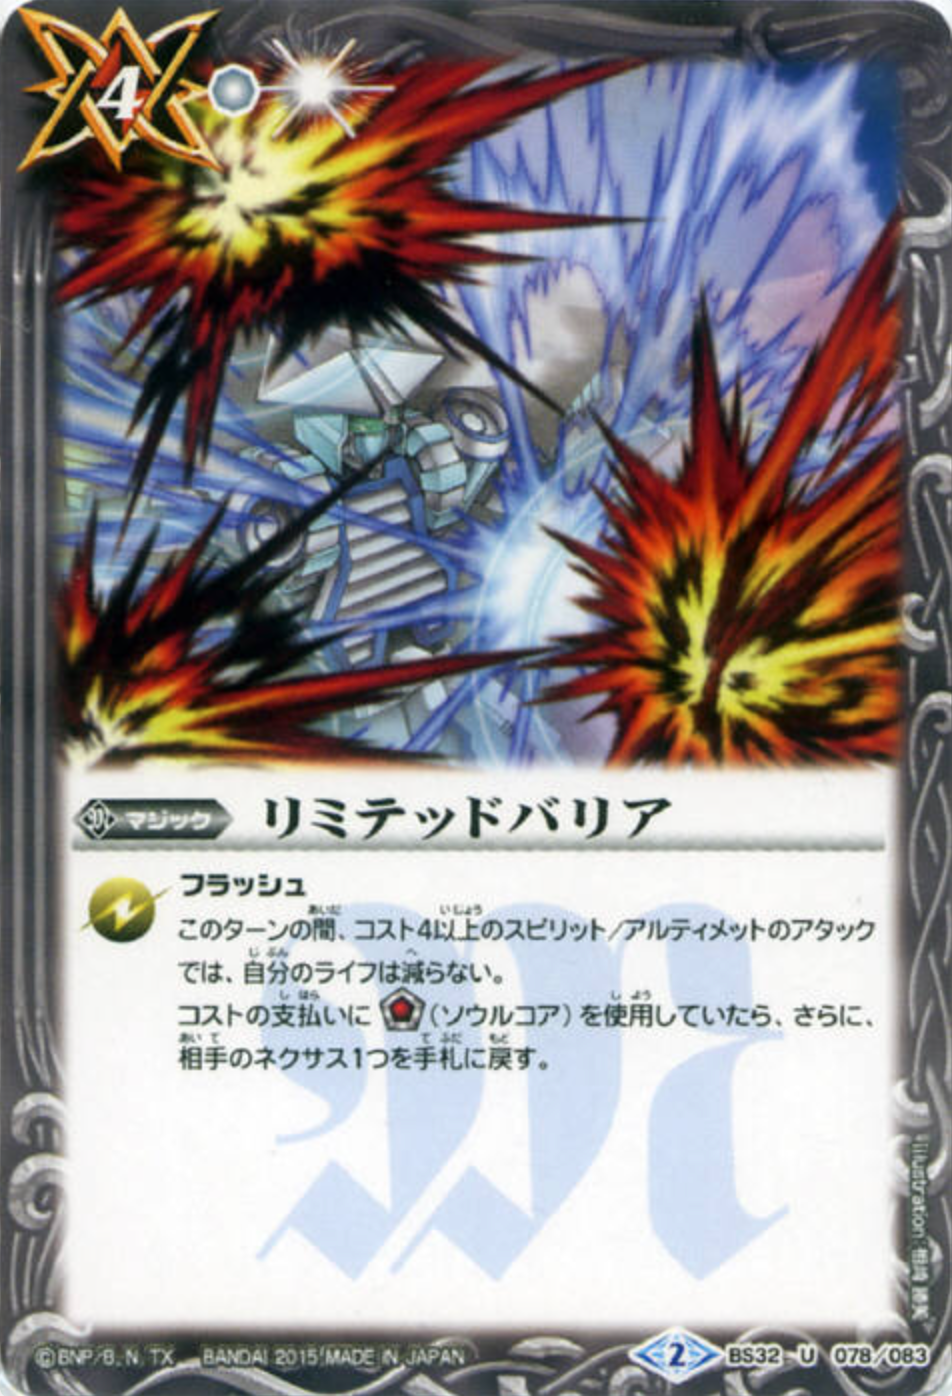 4
マジック
リミテッドバリア
フラッシュ
このターンの間、コスト4以上のスピリット/アルティメットのアタック
では、自分のライフは減らない。
コストの支払いに (ソウルコア) を使用していたら、さらに、
相手のネクサス1つを手札に戻す。
illustration:
©BNP/B, N, TX BANDAI 2015 MADE IN JAPAN
2 BS32 U 078/083